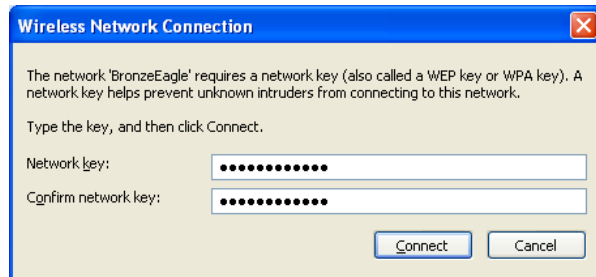 Wireless Network Connection
The network 'BronzeEagle' requires a network key (also called a WEP key or WPA key). A
network key helps prevent unknown intruders from connecting to this network.
Type the key, and then click Connect.
Network key: ●●●●●●●●●●●●
Confirm network key: ●●●●●●●●●●●●
Connect Cancel